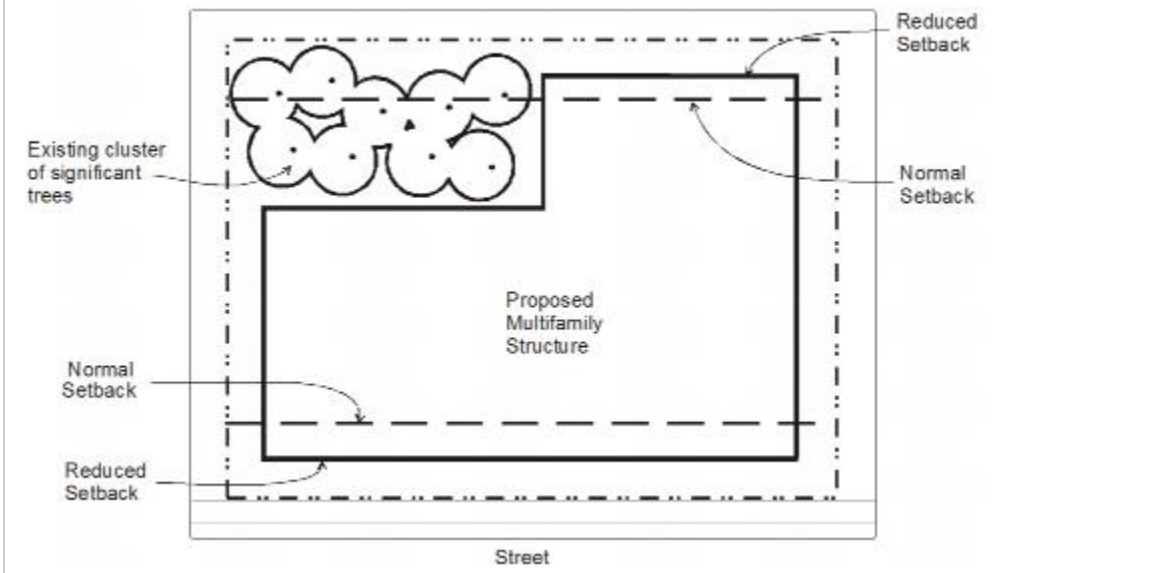 Reduced
Setback
Existing cluster
of significant
trees
Normal
Setback
Proposed
Multifamily
Structure
Normal
Setback
Reduced
Setback
Street